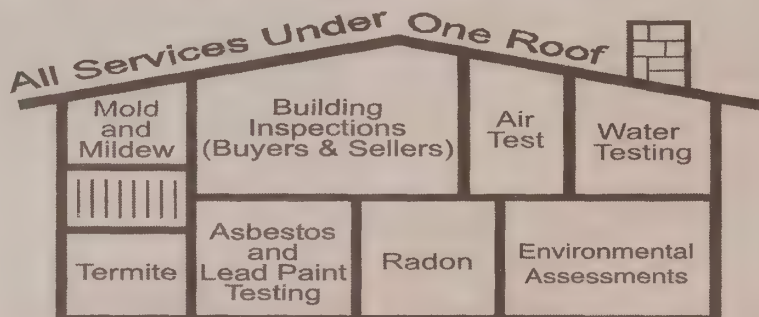 All Services Under One Roof
Mold
and
Mildew
Building
Inspections
(Buyers & Sellers)
Air
Test
Water
Testing
Termite
Asbestos
and
Lead Paint
Testing
Radon
Environmental
Assessments